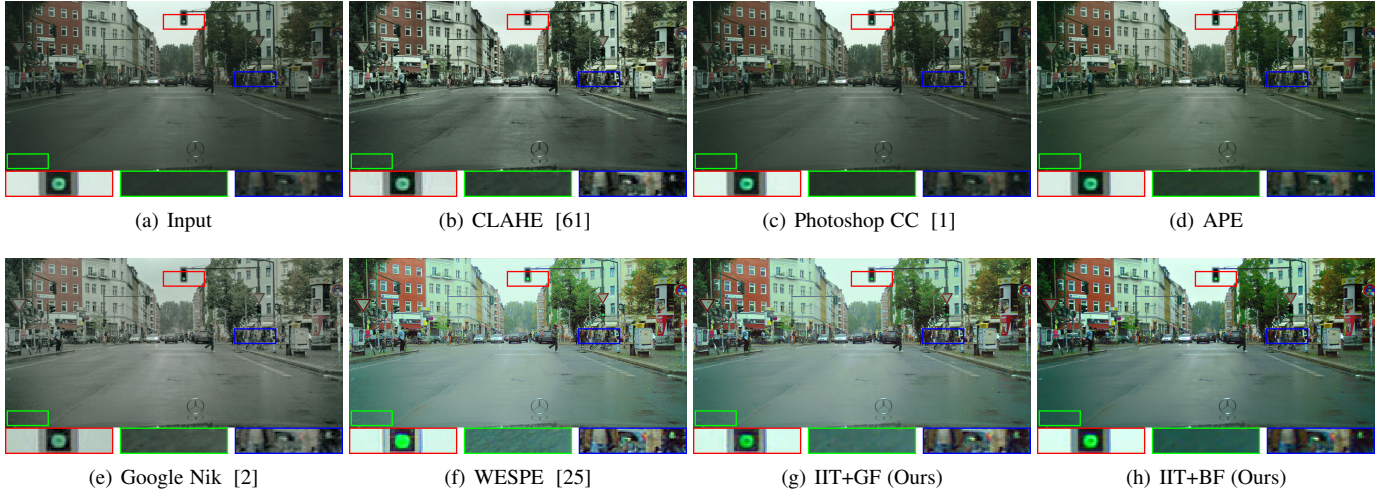 (a) Input
(b) CLAHE [61]
(c) Photoshop CC [1]
(d) APE
(e) Google Nik [2]
(f) WESPE [25]
(g) IIT+GF (Ours)
(h) IIT+BF (Ours)